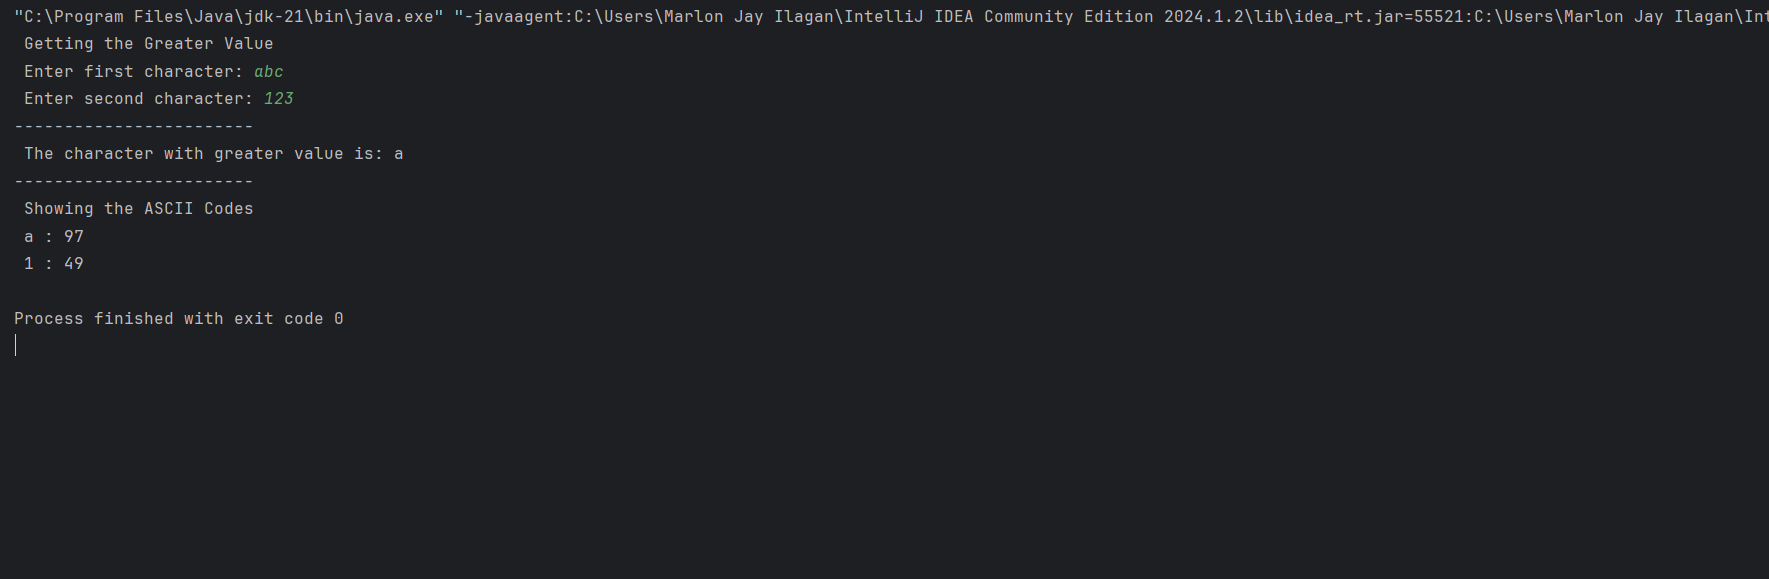 "C:\Program Files\Java\jdk-21\bin\java.exe" "-javaagent:C:\Users\Marlon Jay Ilagan\IntelliJ IDEA Community Edition 2024.1.2\lib\idea_rt.jar=55521:C:\Users\Marlon Jay Ilagan\Int
Getting the Greater Value
Enter first character: abc
Enter second character: 123
------------------------
The character with greater value is: a
------------------------
Showing the ASCII Codes
a : 97
1 : 49
Process finished with exit code 0